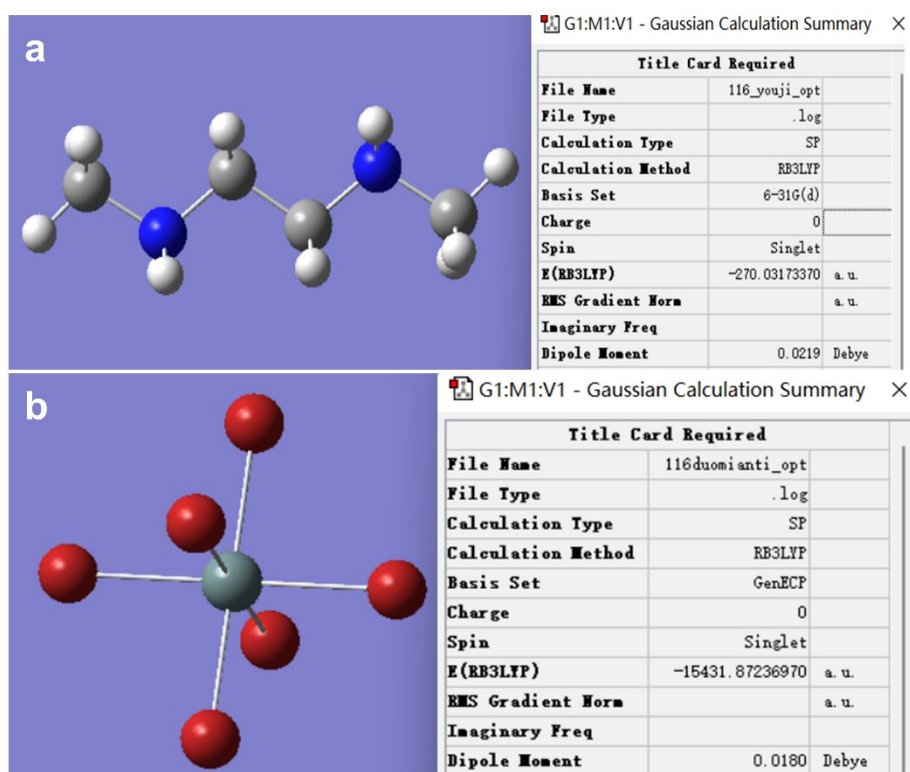 a
G1:M1:V1 - Gaussian Calculation Summary
Title Card Required
File Name 116_youji_opt
File Type .log
Calculation Type SP
Calculation Method RB3LYP
Basis Set 6-31G(d)
Charge 0
Spin Singlet
E(RB3LYP) -270.03173370 a.u.
RMS Gradient Norm a.u.
Imaginary Freq
Dipole Moment 0.0219 Debye
b
G1:M1:V1 - Gaussian Calculation Summary
Title Card Required
File Name 116duomianti_opt
File Type .log
Calculation Type SP
Calculation Method RB3LYP
Basis Set GenECP
Charge 0
Spin Singlet
E(RB3LYP) -15431.87236970 a.u.
RMS Gradient Norm a.u.
Imaginary Freq
Dipole Moment 0.0180 Debye